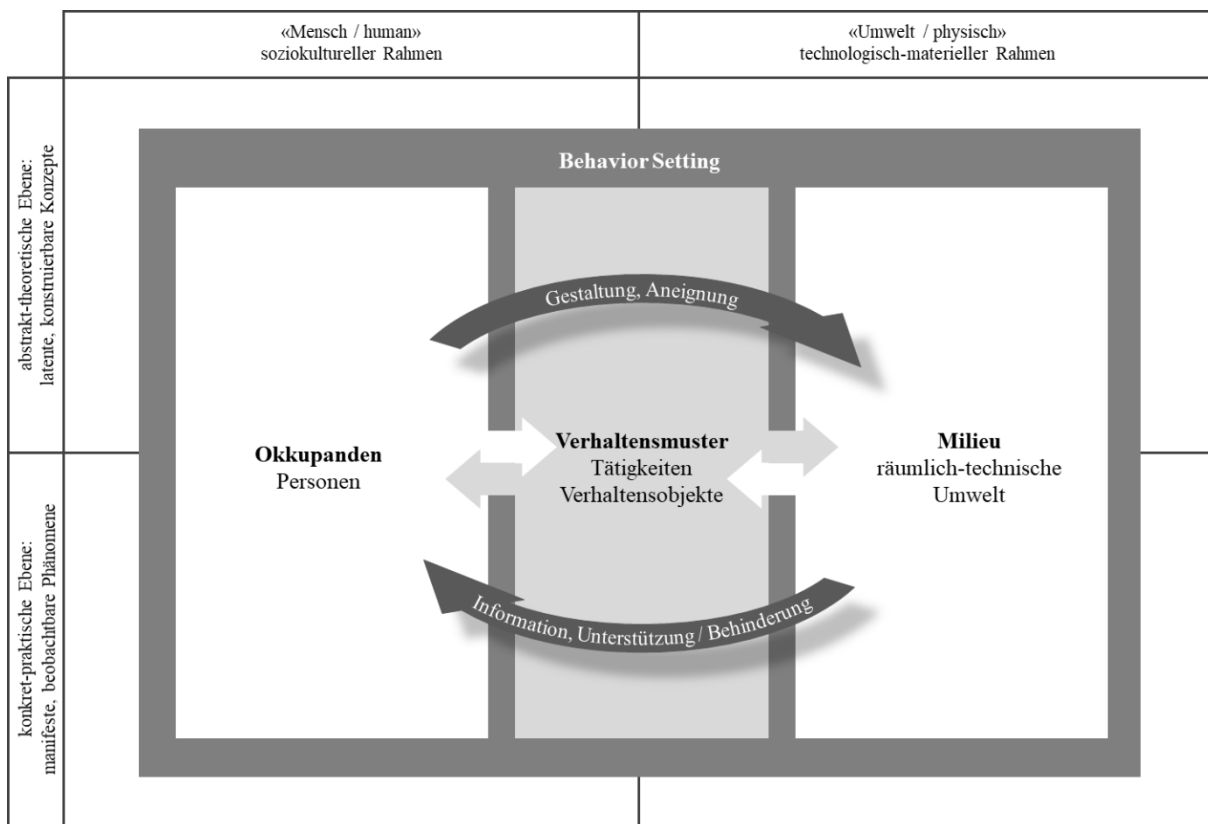 «Mensch / human»
soziokultureller Rahmen
«Umwelt / physisch»
technologisch-materieller Rahmen
abstrakt-theoretische Ebene:
latente, konstruierbare Konzepte
konkret-praktische Ebene:
manifeste, beobachtbare Phänomene
Behavior Setting
Gestaltung, Aneignung
Okkupanden
Personen
Verhaltensmuster
Tätigkeiten
Verhaltensobjekte
Milieu
räumlich-technische
Umwelt
Information, Unterstützung / Behinderung